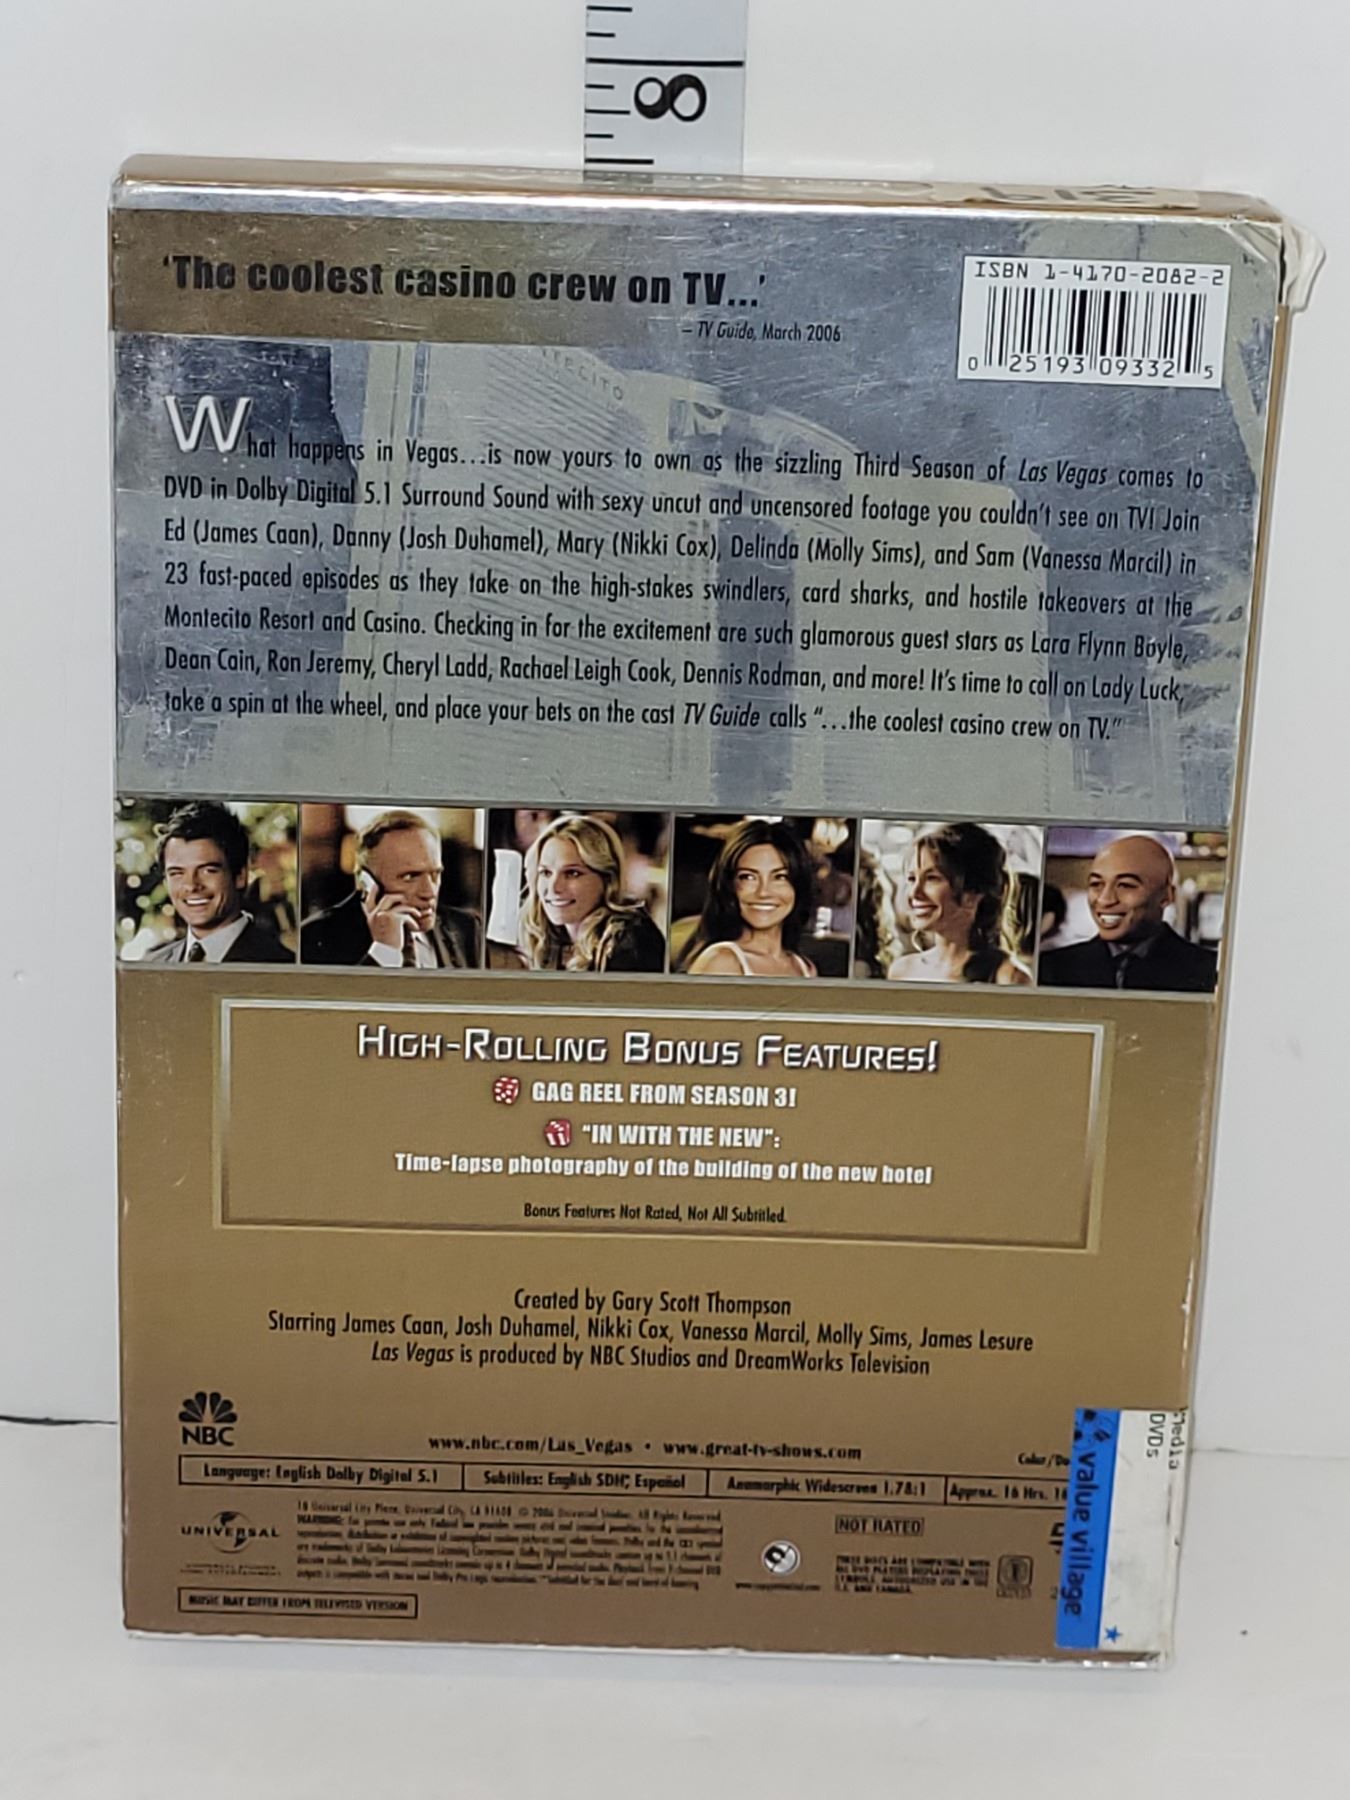 8
'The coolest casino crew on TV...'
– TV Guide, March 2006
ISBN 1-4170-2082-2
0 25193 09332 5
What happens in Vegas...is now yours to own as the sizzling Third Season of Las Vegas comes to
DVD in Dolby Digital 5.1 Surround Sound with sexy uncut and uncensored footage you couldn't see on TV! Join
Ed (James Caan), Danny (Josh Duhamel), Mary (Nikki Cox), Delinda (Molly Sims), and Sam (Vanessa Marcil) in
23 fast-paced episodes as they take on the high-stakes swindlers, card sharks, and hostile takeovers at the
Montecito Resort and Casino. Checking in for the excitement are such glamorous guest stars as Lara Flynn Boyle,
Dean Cain, Ron Jeremy, Cheryl Ladd, Rachael Leigh Cook, Dennis Rodman, and more! It's time to call on Lady Luck,
take a spin at the wheel, and place your bets on the cast TV Guide calls "...the coolest casino crew on TV."
HIGH-ROLLING BONUS FEATURES!
GAG REEL FROM SEASON 3!
"IN WITH THE NEW":
Time-lapse photography of the building of the new hotel
Bonus Features Not Rated, Not All Subtitled.
Created by Gary Scott Thompson
Starring James Caan, Josh Duhamel, Nikki Cox, Vanessa Marcil, Molly Sims, James Lesure
Las Vegas is produced by NBC Studios and DreamWorks Television
NBC
www.nbc.com/Las_Vegas • www.great-tv-shows.com
Color/Do
Language: English Dolby Digital 5.1
Subtitles: English SDH, Español
Anamorphic Widescreen 1.78:1
Approx. 16 Hrs. 16
UNIVERSAL
NOT RATED
MUSIC MAY DIFFER FROM TELEVISED VERSION
value village
DVDs